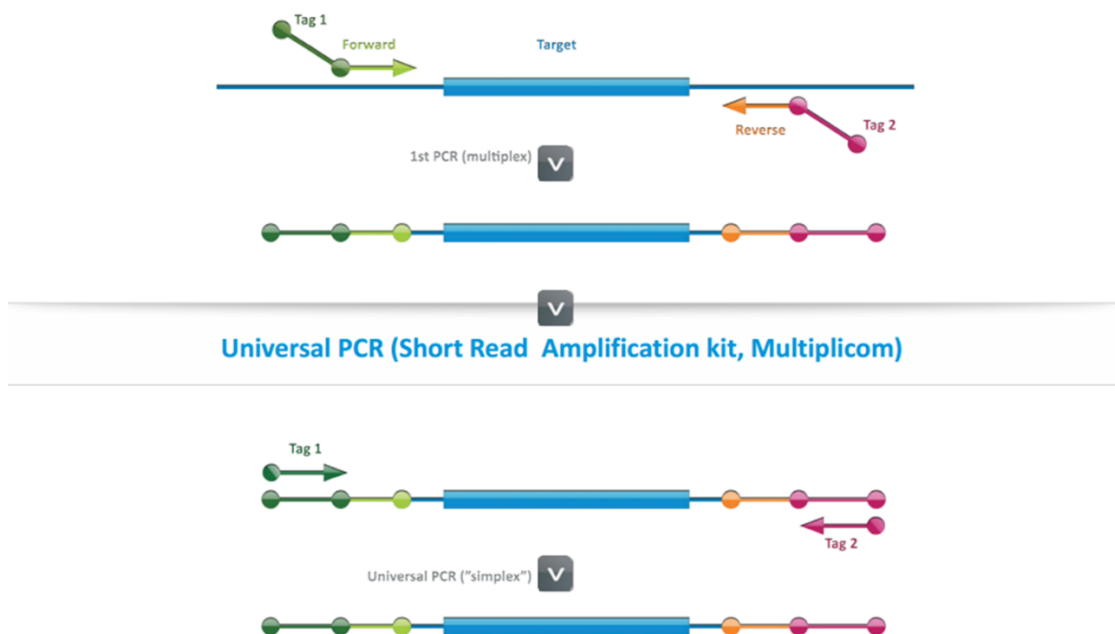 Tag 1
Forward
Target
Reverse
Tag 2
1st PCR (multiplex)
Universal PCR (Short Read  Amplification kit, Multiplicom)
Tag 1
Tag 2
Universal PCR ("simplex")